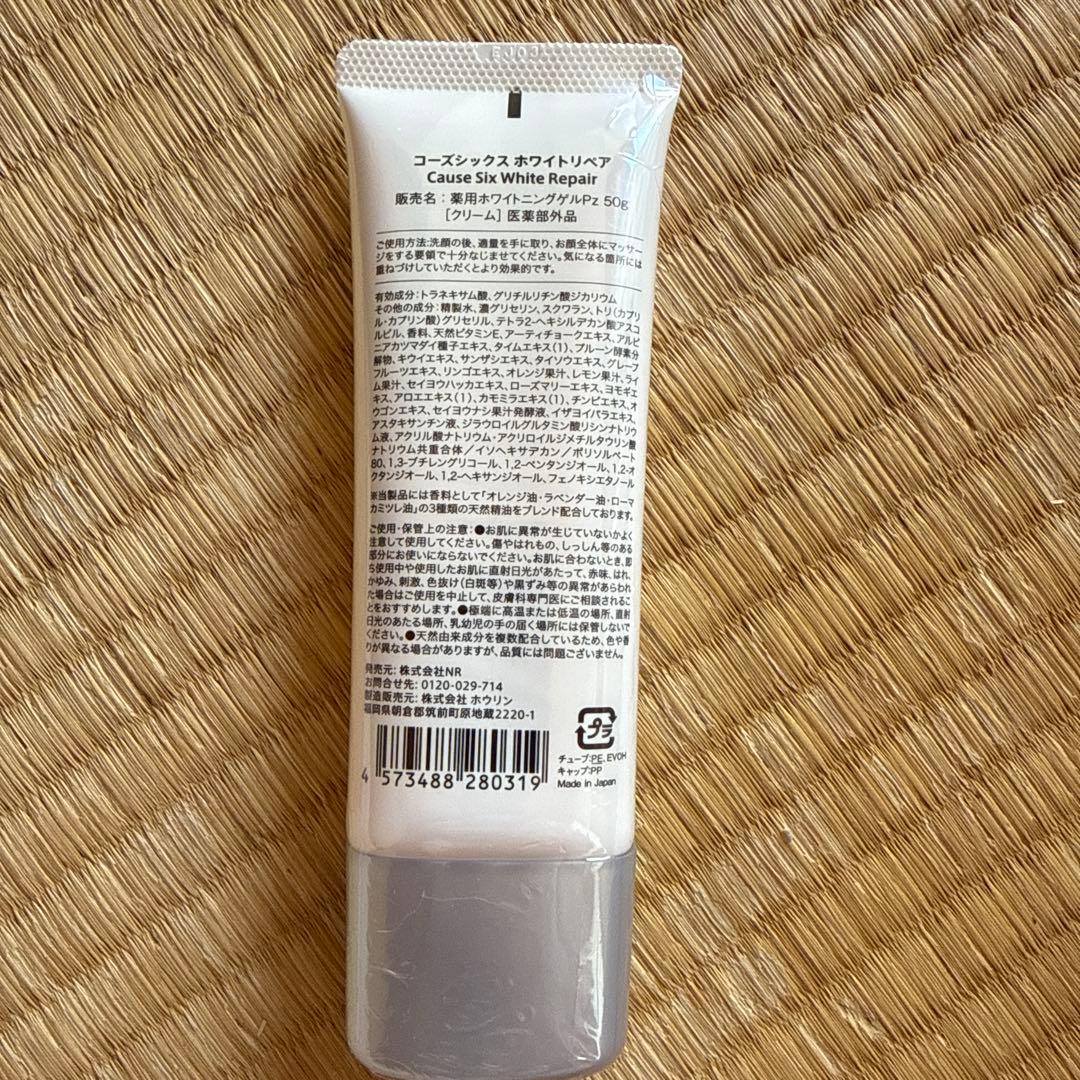 EJ03
コーズシックス ホワイトリペア
Cause Six White Repair
販売名：薬用ホワイトニングゲルPz 50g
［クリーム］医薬部外品
ご使用方法:洗顔の後、適量を手に取り、お顔全体にマッサー
ジをする要領で十分なじませてください。気になる箇所には
重ねづけしていただくとより効果的です。
有効成分：トラネキサム酸、グリチルリチン酸ジカリウム
その他の成分：精製水、濃グリセリン、スクワラン、トリ（カプリ
ル・カプリン酸）グリセリル、テトラ2-ヘキシルデカン酸アスコ
ルビル、香料、天然ビタミンE、アーティチョークエキス、アルピ
ニアカツマダイ種子エキス、タイムエキス（1）、プルーン酵素分
解物、キウイエキス、サンザシエキス、タイソウエキス、グレープ
フルーツエキス、リンゴエキス、オレンジ果汁、レモン果汁、ライ
ム果汁、セイヨウハッカエキス、ローズマリーエキス、ヨモギエ
キス、アロエエキス（1）、カモミラエキス（1）、チンピエキス、オ
ウゴンエキス、セイヨウナシ果汁発酵液、イザヨイバラエキス、
アスタキサンチン液、ジラウロイルグルタミン酸リシンナトリウ
ム液、アクリル酸ナトリウム・アクリロイルジメチルタウリン酸
ナトリウム共重合体／イソヘキサデカン／ポリソルベート
80、1,3-ブチレングリコール、1,2-ペンタンジオール、1,2-オ
クタンジオール、1,2-ヘキサンジオール、フェノキシエタノール
※当製品には香料として「オレンジ油・ラベンダー油・ローマ
カミツレ油」の3種類の天然精油をブレンド配合しております。
ご使用・保管上の注意：●お肌に異常が生じていないかよく
注意して使用してください。傷やはれもの、しっしん等のある
部分にお使いにならないでください。お肌に合わないとき、即
ち使用中や使用したお肌に直射日光があたって、赤味、はれ、
かゆみ、刺激、色抜け（白斑等）や黒ずみ等の異常があらわれ
た場合はご使用を中止して、皮膚科専門医にご相談されるこ
とをおすすめします。●極端に高温または低温の場所、直射
日光のあたる場所、乳幼児の手の届く場所には保管しないで
ください。●天然由来成分を複数配合しているため、色や香
りが異なる場合がありますが、品質には問題ございません。
発売元：株式会社NR
お問合せ先：0120-029-714
製造販売元：株式会社 ホウリン
福岡県朝倉郡筑前町原地蔵2220-1
プラ
チューブ:PE、EVOH
キャップ:PP
Made in Japan
4 573488 280319